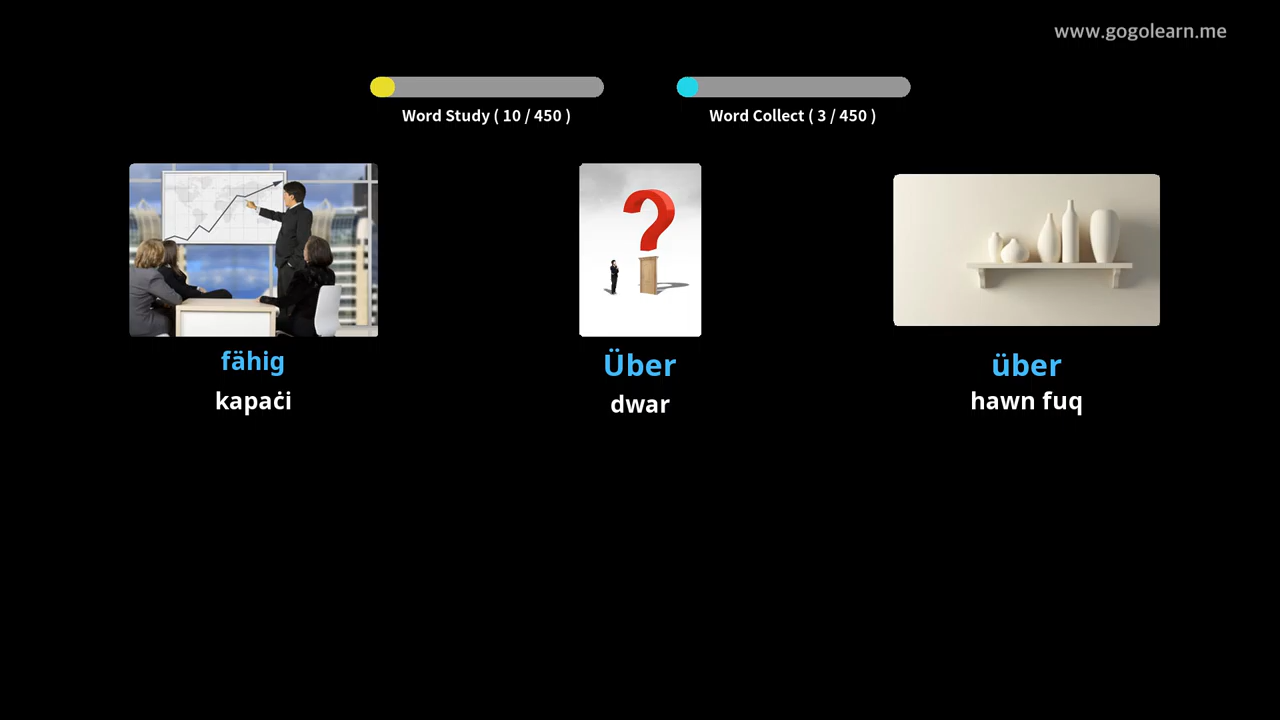 www.gogolearn.me
Word Study ( 10 / 450 )
Word Collect ( 3 / 450 )
fähig
kapaċi
Über
dwar
über
hawn fuq